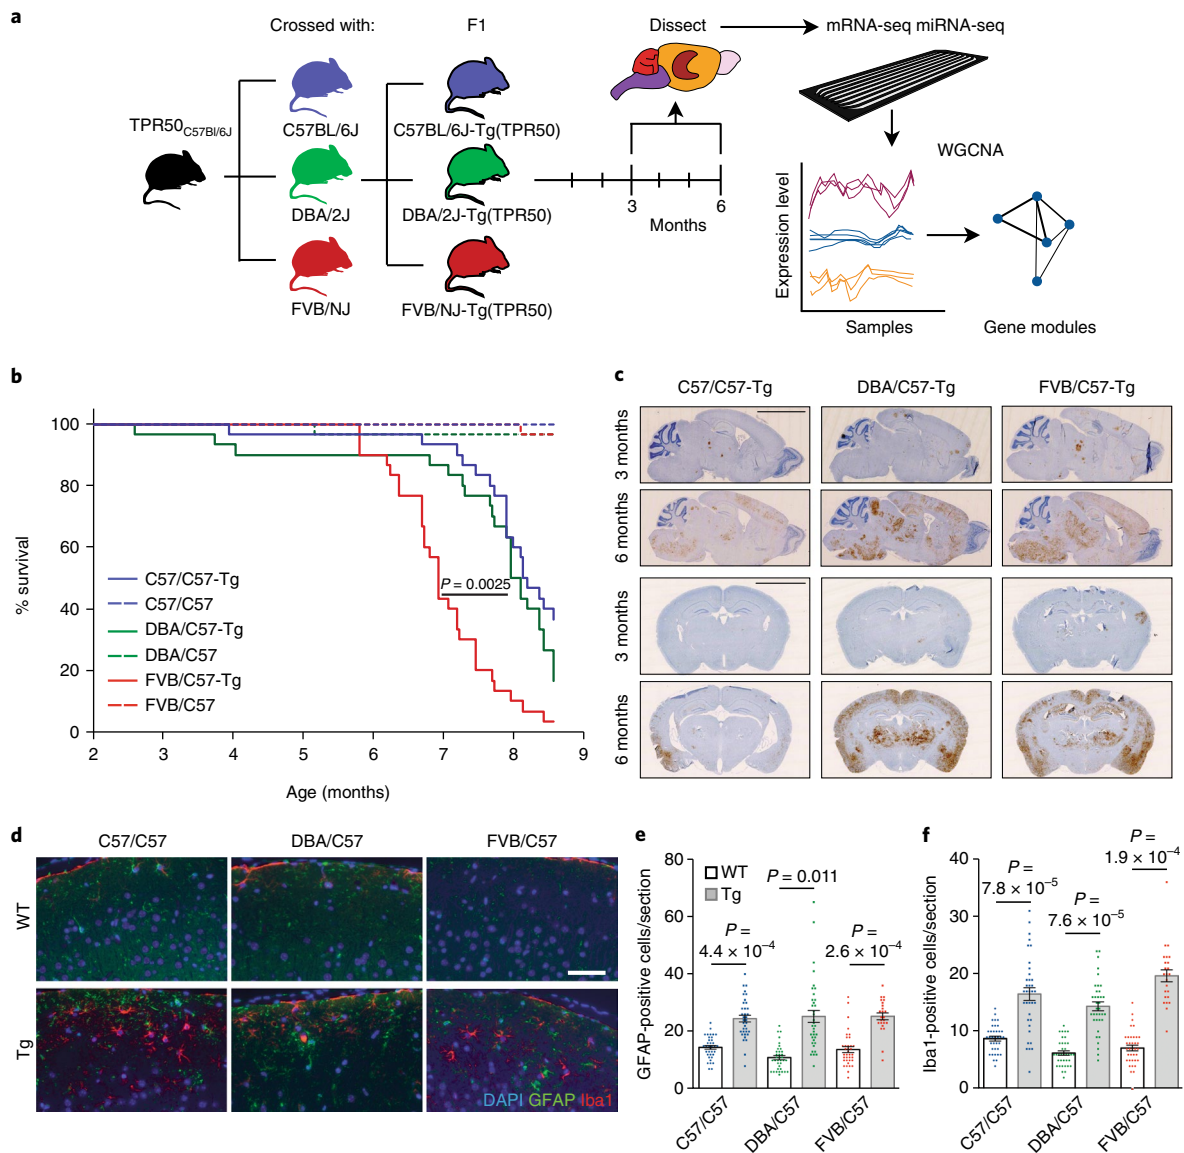 a
Crossed with:
F1
Dissect
mRNA-seq miRNA-seq
TPR50C57Bl/6J
C57BL/6J
C57BL/6J-Tg(TPR50)
DBA/2J
DBA/2J-Tg(TPR50)
FVB/NJ
FVB/NJ-Tg(TPR50)
3
6
Months
WGCNA
Expression level
Samples
Gene modules
b
% survival
100
80
60
40
20
0
2
3
4
5
6
7
8
9
Age (months)
P = 0.0025
C57/C57-Tg
C57/C57
DBA/C57-Tg
DBA/C57
FVB/C57-Tg
FVB/C57
c
C57/C57-Tg
DBA/C57-Tg
FVB/C57-Tg
3 months
6 months
3 months
6 months
d
C57/C57
DBA/C57
FVB/C57
WT
Tg
DAPI GFAP Iba1
e
GFAP-positive cells/section
80
60
40
20
0
WT
Tg
P =
4.4 × 10–4
P = 0.011
P =
2.6 × 10–4
C57/C57
DBA/C57
FVB/C57
f
Iba1-positive cells/section
40
30
20
10
0
P =
7.8 × 10–5
P =
7.6 × 10–5
P =
1.9 × 10–4
C57/C57
DBA/C57
FVB/C57